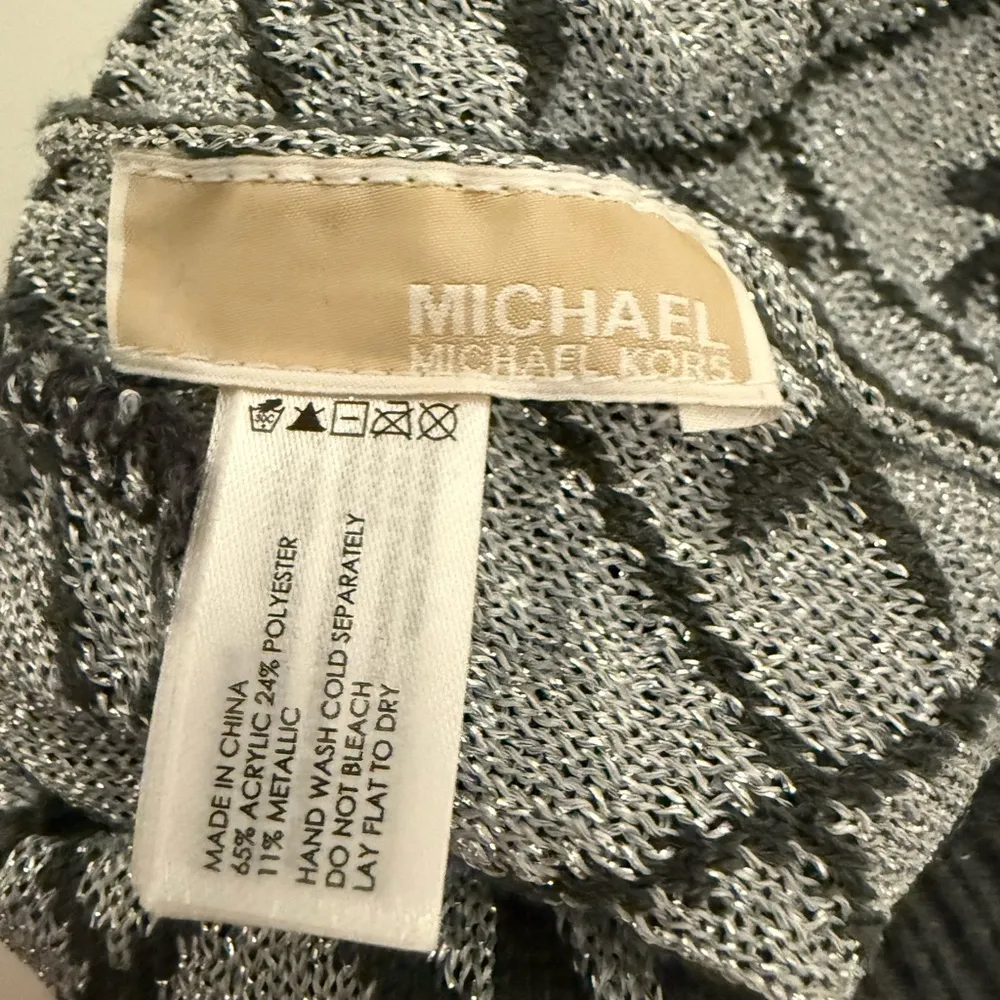 MICHAEL
MICHAEL KORS
MADE IN CHINA
65% ACRYLIC 24% POLYESTER
11% METALLIC
HAND WASH COLD SEPARATELY
DO NOT BLEACH
LAY FLAT TO DRY